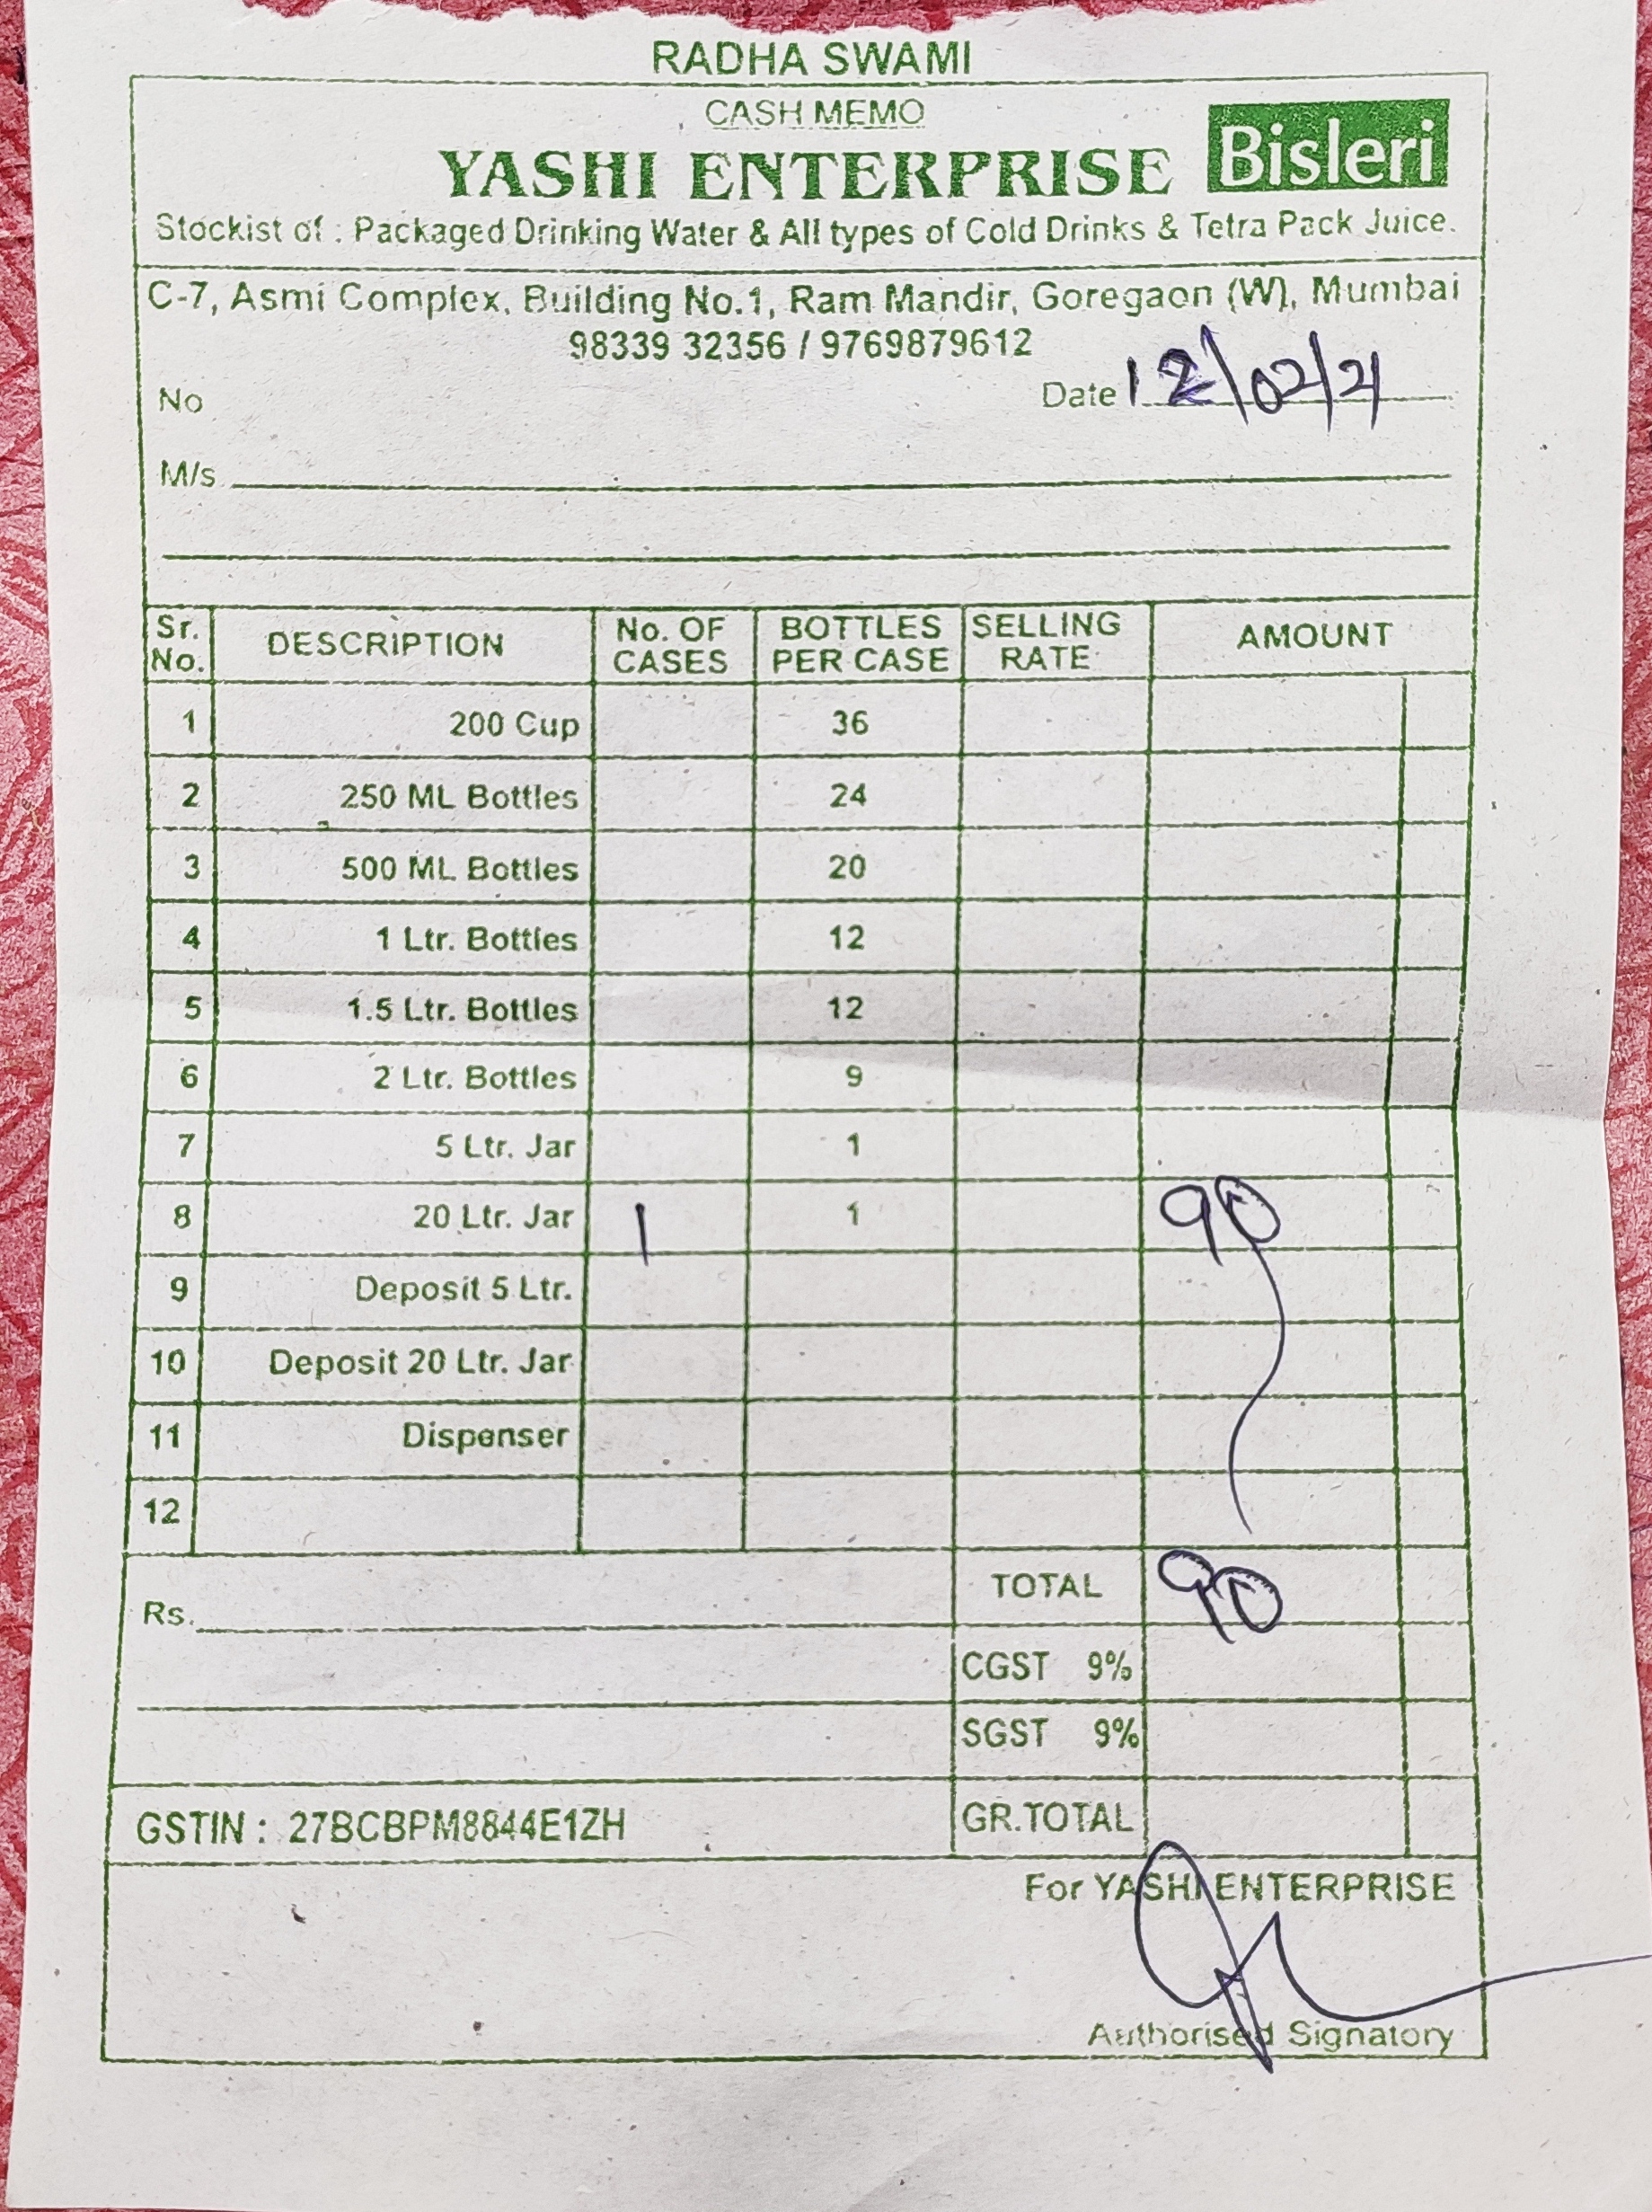 RADHA SWAMI
CASH MEMO
YASHI ENTERPRISE Bisleri
Stockist of : Packaged Drinking Water & All types of Cold Drinks & Tetra Pack Juice.
C-7, Asmi Complex, Building No.1, Ram Mandir, Goregaon (W), Mumbai
98339 32356 / 9769879612
No Date 12/02/21
M/s
Sr. No. DESCRIPTION No. OF CASES BOTTLES PER CASE SELLING RATE AMOUNT
1 200 Cup 36
2 250 ML Bottles 24
3 500 ML Bottles 20
4 1 Ltr. Bottles 12
5 1.5 Ltr. Bottles 12
6 2 Ltr. Bottles 9
7 5 Ltr. Jar 1
8 20 Ltr. Jar 1 1 90
9 Deposit 5 Ltr.
10 Deposit 20 Ltr. Jar
11 Dispenser
12
Rs. TOTAL 90
CGST 9%
SGST 9%
GSTIN : 27BCBPM8844E1ZH GR.TOTAL
For YASHI ENTERPRISE
Authorised Signatory